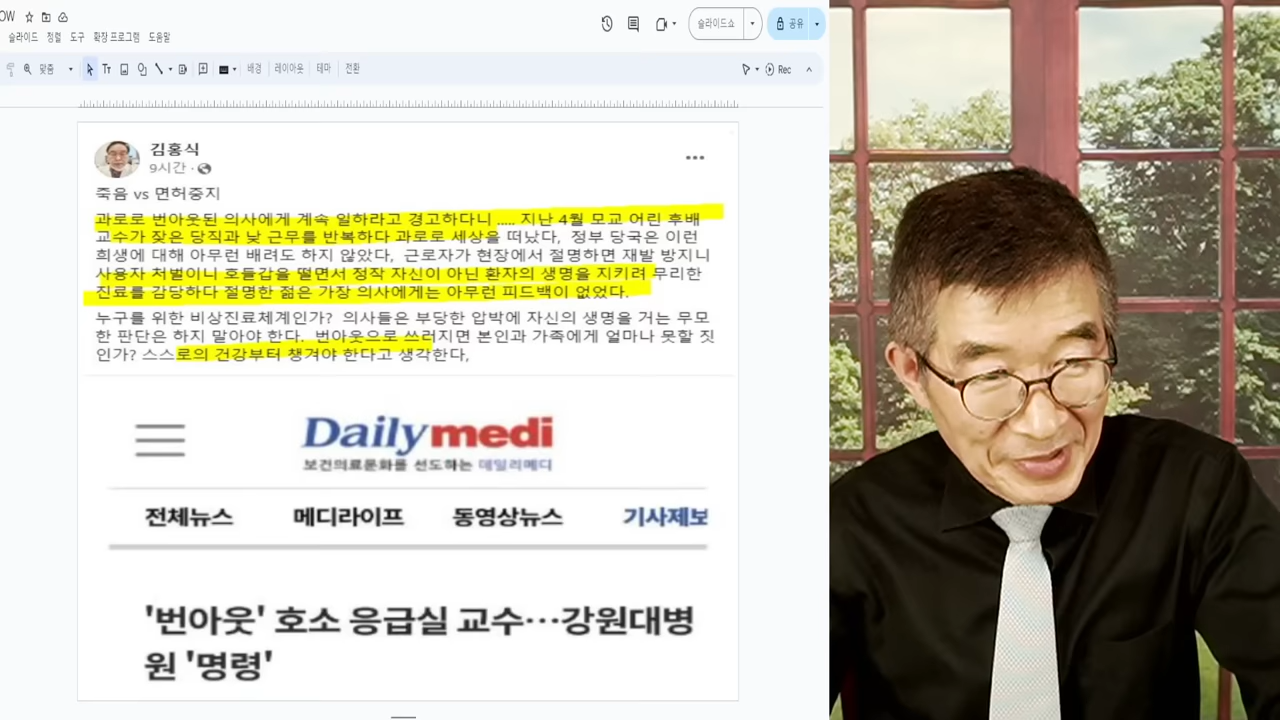 OW
슬라이드 정렬 도구 확장 프로그램 도움말
슬라이드쇼
공유
맞춤
Tт
배경 레이아웃 테마 전환
Rec
김홍식
9시간 ·
죽음 vs 면허중지
과로로 번아웃된 의사에게 계속 일하라고 경고하다니 ..... 지난 4월 모교 어린 후배
교수가 잦은 당직과 낮 근무를 반복하다 과로로 세상을 떠났다, 정부 당국은 이런
희생에 대해 아무런 배려도 하지 않았다, 근로자가 현장에서 절명하면 재발 방지니
사용자 처벌이니 호들갑을 떨면서 정작 자신이 아닌 환자의 생명을 지키려 무리한
진료를 감당하다 절명한 젊은 가장 의사에게는 아무런 피드백이 없었다.
누구를 위한 비상진료체계인가? 의사들은 부당한 압박에 자신의 생명을 거는 무모
한 판단은 하지 말아야 한다. 번아웃으로 쓰러지면 본인과 가족에게 얼마나 못할 짓
인가? 스스로의 건강부터 챙겨야 한다고 생각한다,
Dailymedi
보건의료문화를 선도하는 데일리메디
전체뉴스 메디라이프 동영상뉴스 기사제보
'번아웃' 호소 응급실 교수…강원대병
원 '명령'